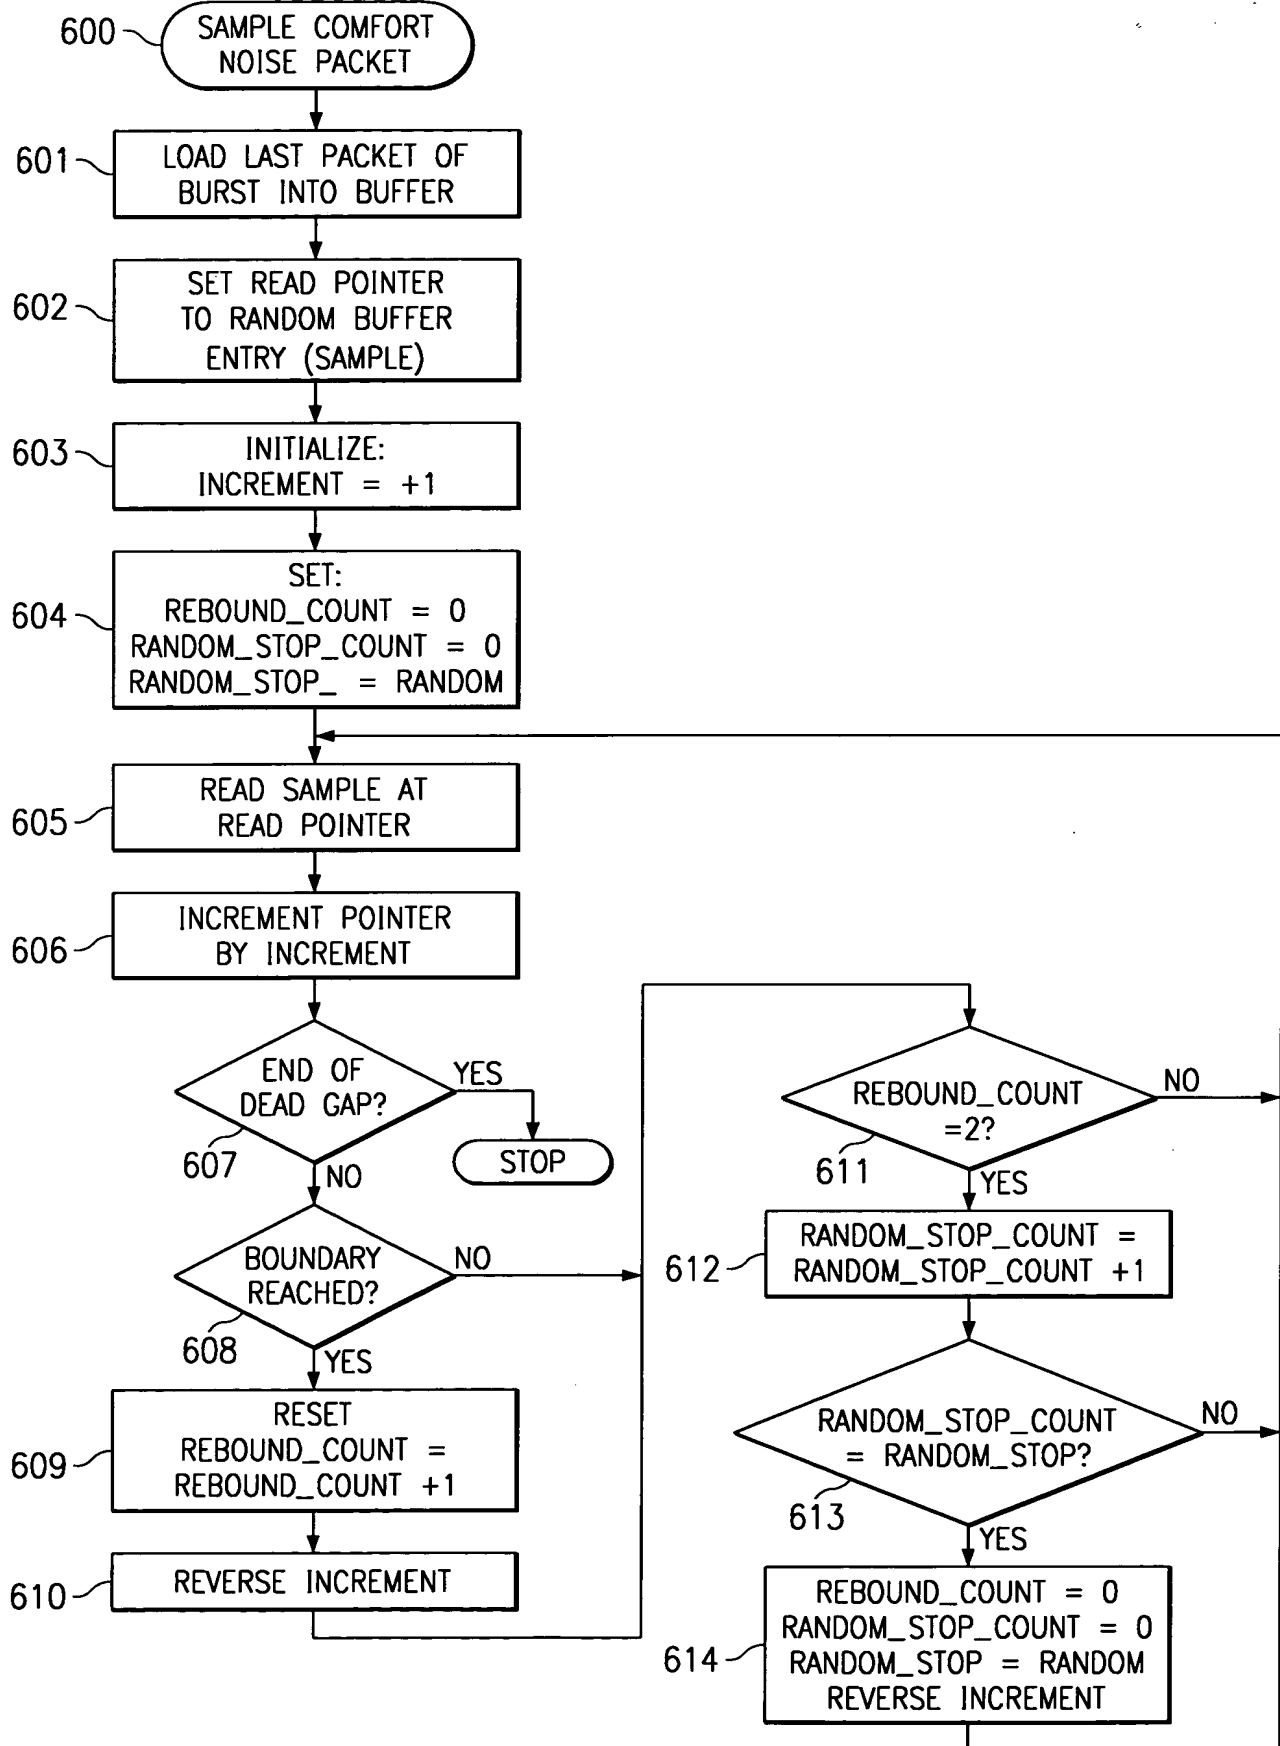 600
SAMPLE COMFORT
NOISE PACKET
601
LOAD LAST PACKET OF
BURST INTO BUFFER
602
SET READ POINTER
TO RANDOM BUFFER
ENTRY (SAMPLE)
603
INITIALIZE:
INCREMENT = +1
604
SET:
REBOUND_COUNT = 0
RANDOM_STOP_COUNT = 0
RANDOM_STOP_ = RANDOM
605
READ SAMPLE AT
READ POINTER
606
INCREMENT POINTER
BY INCREMENT
END OF
DEAD GAP?
607
YES
STOP
NO
BOUNDARY
REACHED?
608
NO
YES
609
RESET
REBOUND_COUNT =
REBOUND_COUNT +1
610
REVERSE INCREMENT
REBOUND_COUNT
=2?
611
NO
YES
612
RANDOM_STOP_COUNT =
RANDOM_STOP_COUNT +1
RANDOM_STOP_COUNT
= RANDOM_STOP?
613
NO
YES
614
REBOUND_COUNT = 0
RANDOM_STOP_COUNT = 0
RANDOM_STOP = RANDOM
REVERSE INCREMENT